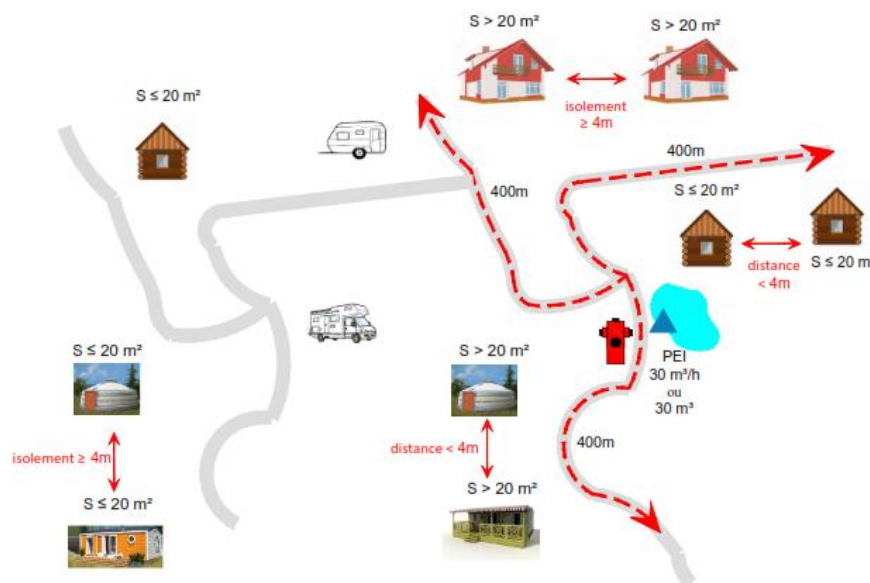 S > 20 m²
S > 20 m²
isolement
≥ 4m
S ≤ 20 m²
400m
400m
S ≤ 20 m²
distance
< 4m
S ≤ 20 m
PEI
30 m³/h
ou
30 m³
S ≤ 20 m²
S > 20 m²
isolement ≥ 4m
distance < 4m
400m
S ≤ 20 m²
S > 20 m²